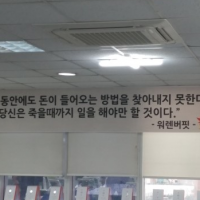 동안에도 돈이 들어오는 방법을 찾아내지 못한다
당신은 죽을때까지 일을 해야만 할 것이다."
- 워렌버핏 -